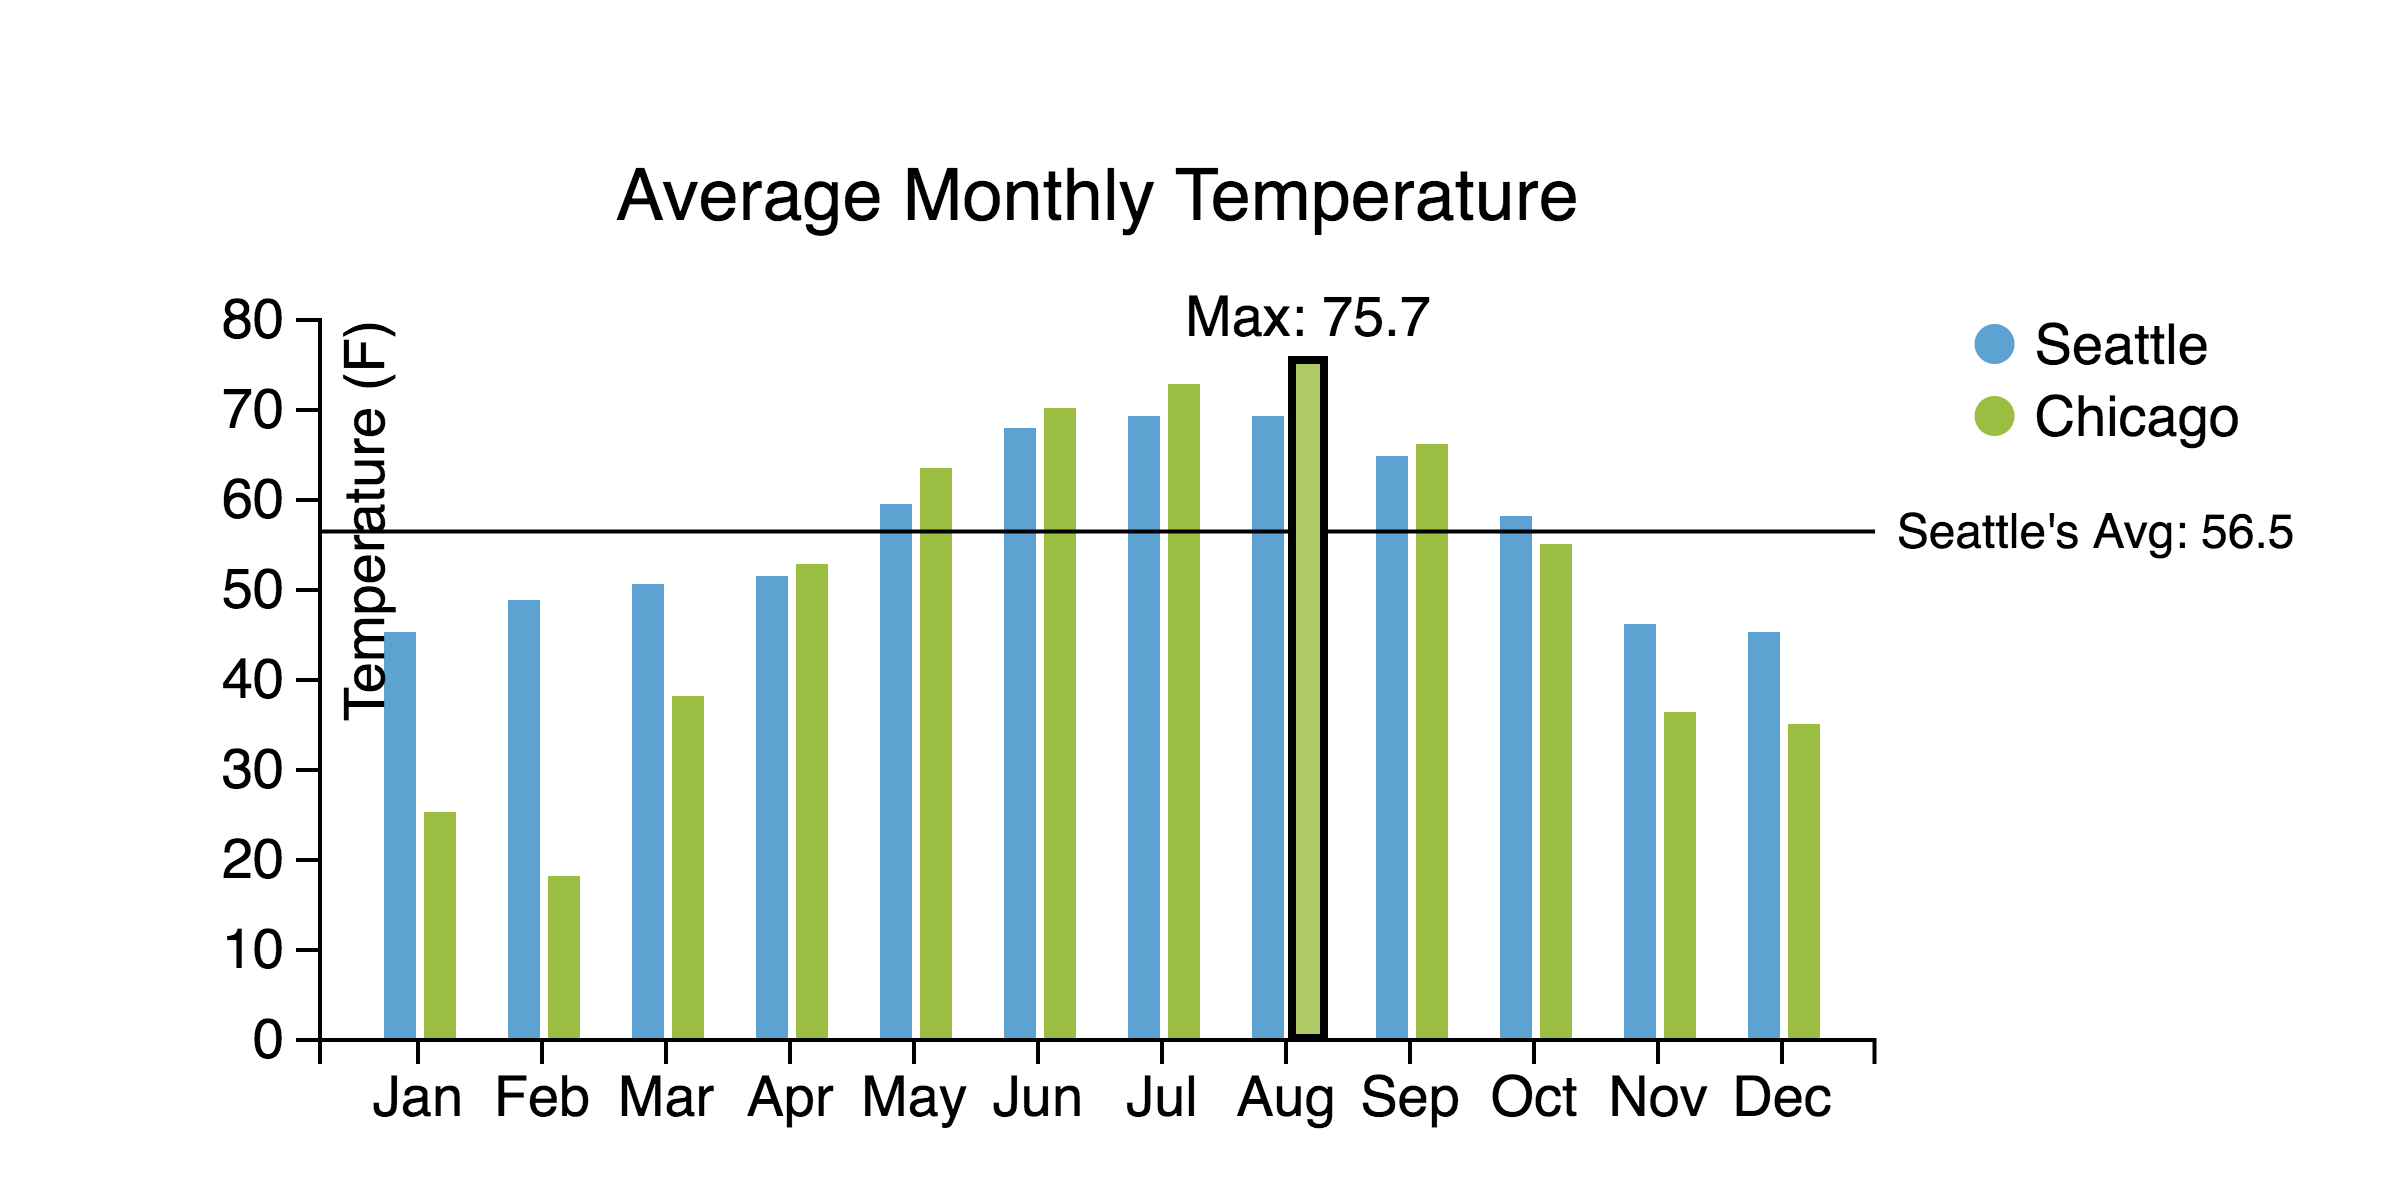 Average Monthly Temperature
Max: 75.7
80
70
60
50
40
30
20
10
0
Temperature (F)
Seattle
Chicago
Seattle's Avg: 56.5
Jan Feb Mar Apr May Jun Jul Aug Sep Oct Nov Dec